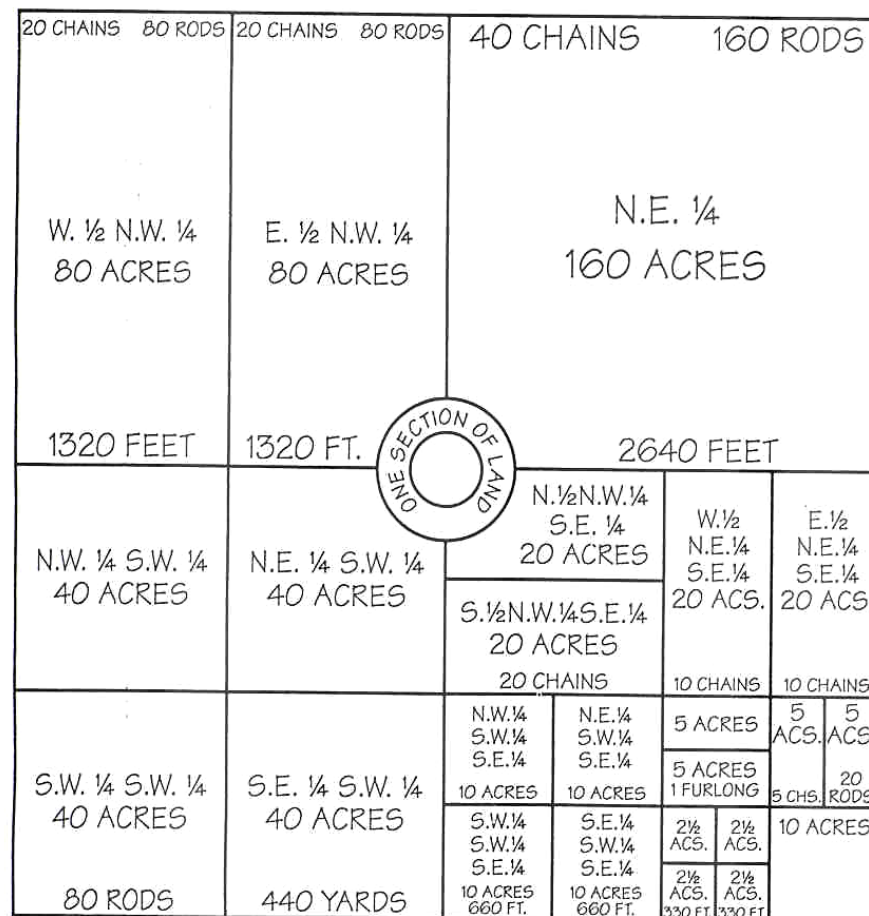 20 CHAINS 80 RODS
20 CHAINS 80 RODS
40 CHAINS 160 RODS
W. ½ N.W. ¼
80 ACRES
1320 FEET
E. ½ N.W. ¼
80 ACRES
1320 FT.
N.E. ¼
160 ACRES
2640 FEET
ONE SECTION OF LAND
N.W. ¼ S.W. ¼
40 ACRES
N.E. ¼ S.W. ¼
40 ACRES
N.½N.W.¼
S.E. ¼
20 ACRES
S.½N.W.¼S.E.¼
20 ACRES
20 CHAINS
W.½
N.E.¼
S.E.¼
20 ACS.
10 CHAINS
E.½
N.E.¼
S.E.¼
20 ACS
10 CHAINS
S.W. ¼ S.W. ¼
40 ACRES
80 RODS
S.E. ¼ S.W. ¼
40 ACRES
440 YARDS
N.W.¼
S.W.¼
S.E.¼
10 ACRES
N.E.¼
S.W.¼
S.E.¼
10 ACRES
5 ACRES
5 ACRES
1 FURLONG
5
ACS.
5 CHS.
5
ACS
20
RODS
S.W.¼
S.W.¼
S.E.¼
10 ACRES
660 FT.
S.E.¼
S.W.¼
S.E.¼
10 ACRES
660 FT.
2½
ACS.
2½
ACS.
2½
ACS.
330 FT
2½
ACS.
330 FT
10 ACRES